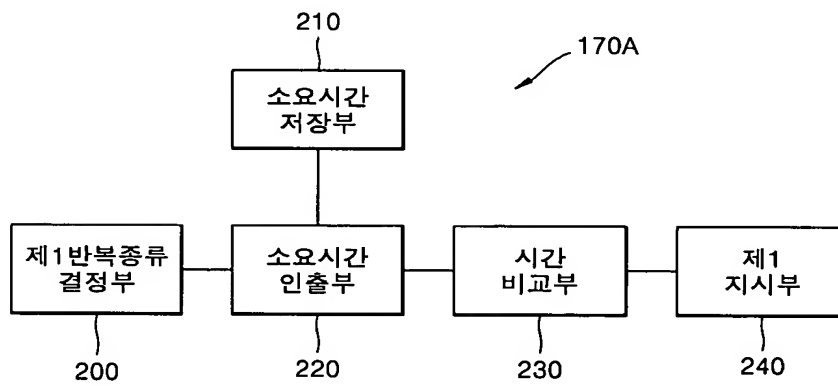 210
170A
소요시간
저장부
제1반복종류
결정부
소요시간
인출부
시간
비교부
제1
지시부
200
220
230
240